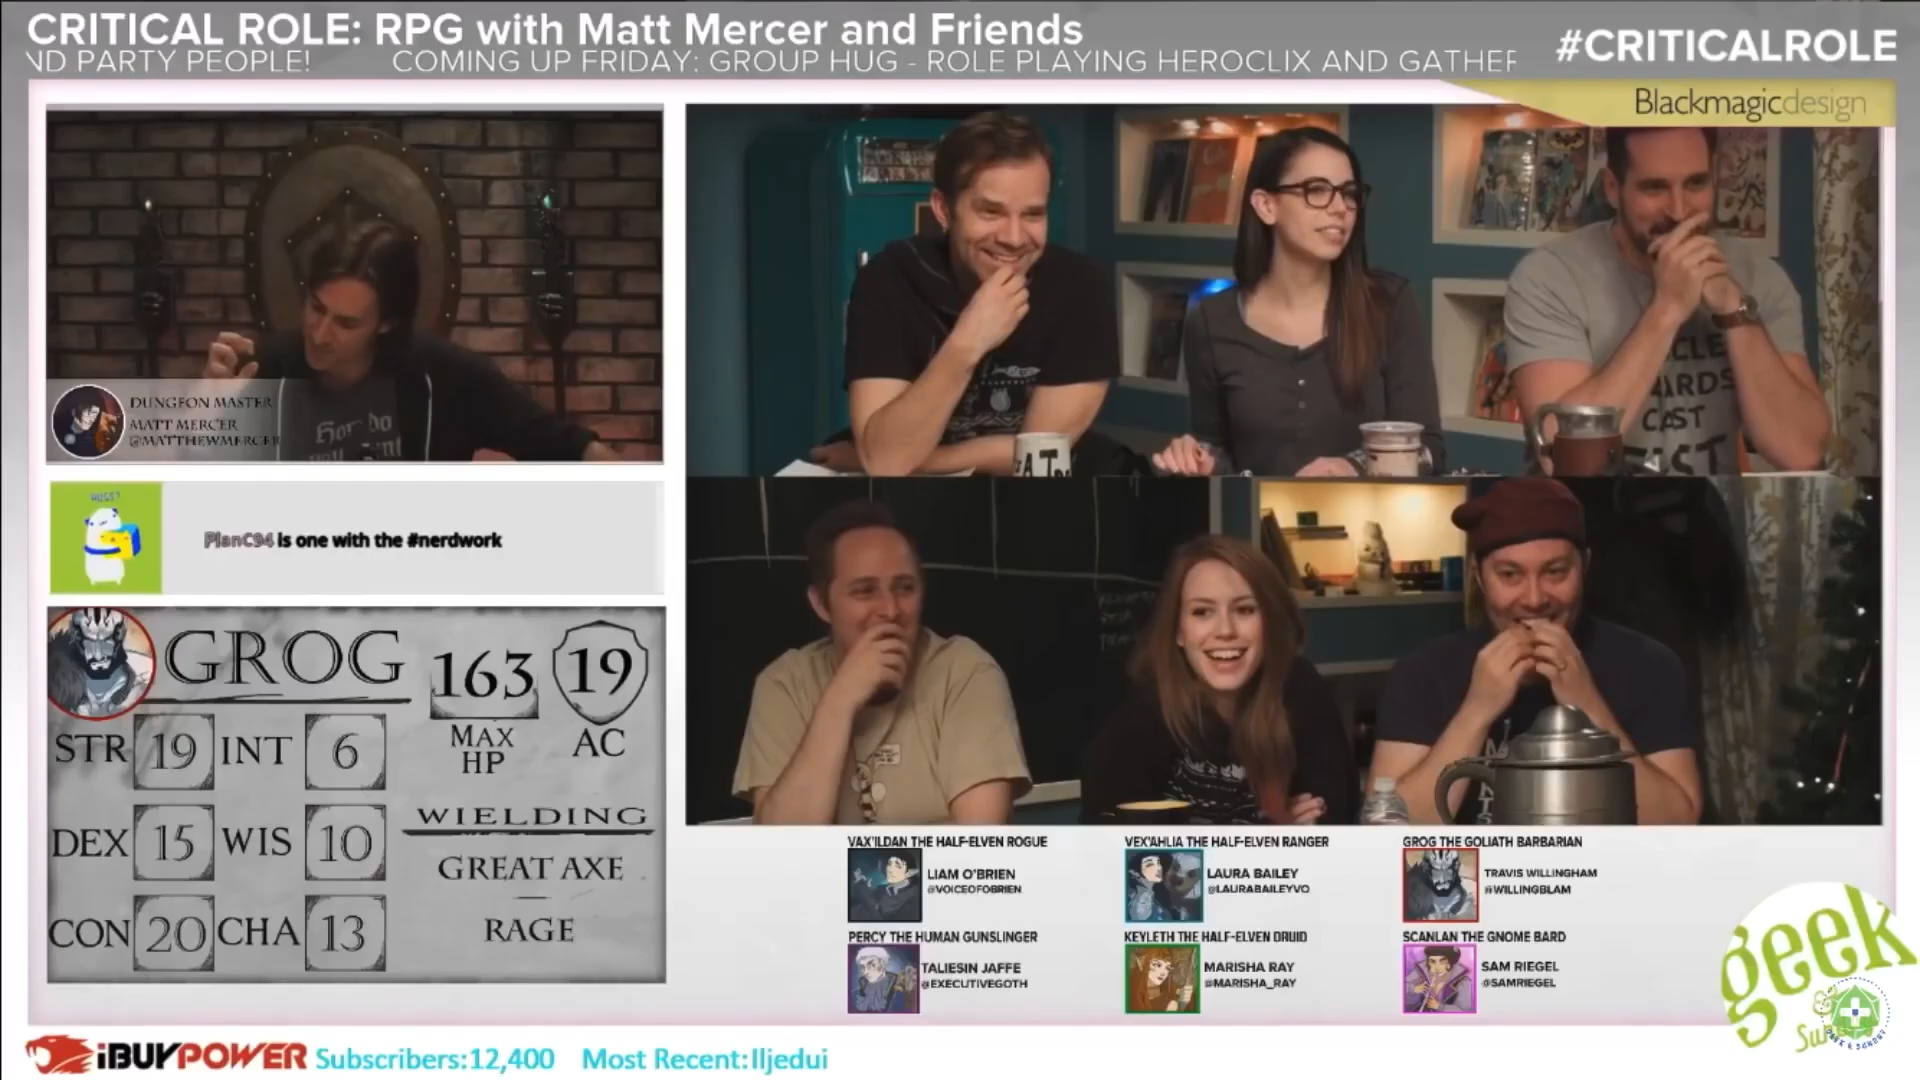 CRITICAL ROLE: RPG with Matt Mercer and Friends
ND PARTY PEOPLE! COMING UP FRIDAY: GROUP HUG - ROLE PLAYING HEROCLIX AND GATHER
#CRITICALROLE
Blackmagicdesign
DUNGEON MASTER
MATT MERCER
@MATTHEWMERCER
PlanC94 is one with the #nerdwork
GROG
163
MAX
HP
19
AC
STR 19 INT 6
DEX 15 WIS 10
CON 20 CHA 13
WIELDING
GREAT AXE
RAGE
CAST
VAX'ILDAN THE HALF-ELVEN ROGUE
LIAM O'BRIEN
@VOICEOFOBRIEN
VEX'AHLIA THE HALF-ELVEN RANGER
LAURA BAILEY
@LAURABAILEYVO
GROG THE GOLIATH BARBARIAN
TRAVIS WILLINGHAM
@WILLINGBLAM
PERCY THE HUMAN GUNSLINGER
TALIESIN JAFFE
@EXECUTIVEGOTH
KEYLETH THE HALF-ELVEN DRUID
MARISHA RAY
@MARISHA_RAY
SCANLAN THE GNOME BARD
SAM RIEGEL
@SAMRIEGEL
geek
&
iBUYPOWER Subscribers:12,400 Most Recent:lljedui